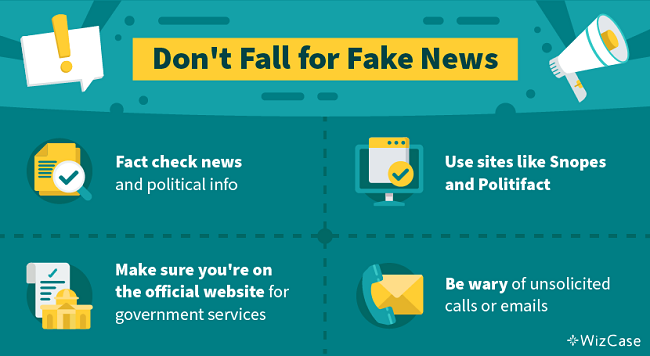 Don't Fall for Fake News
Fact check news
and political info
Use sites like Snopes
and Politifact
Make sure you're on
the official website for
government services
Be wary of unsolicited
calls or emails
WizCase